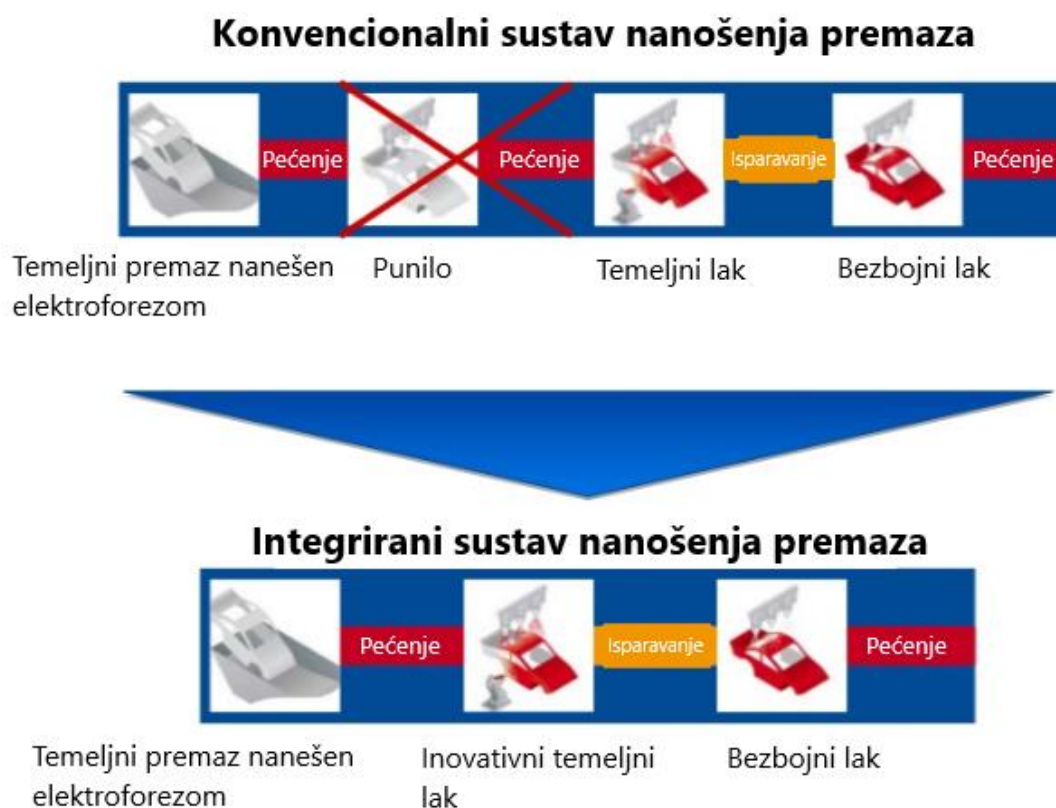 Konvencionalni sustav nanošenja premaza
Pećenje
Pećenje
Isparavanje
Pećenje
Temeljni premaz nanešen
elektroforezom
Punilo
Temeljni lak
Bezbojni lak
Integrirani sustav nanošenja premaza
Pećenje
Isparavanje
Pećenje
Temeljni premaz nanešen
elektroforezom
Inovativni temeljni
lak
Bezbojni lak